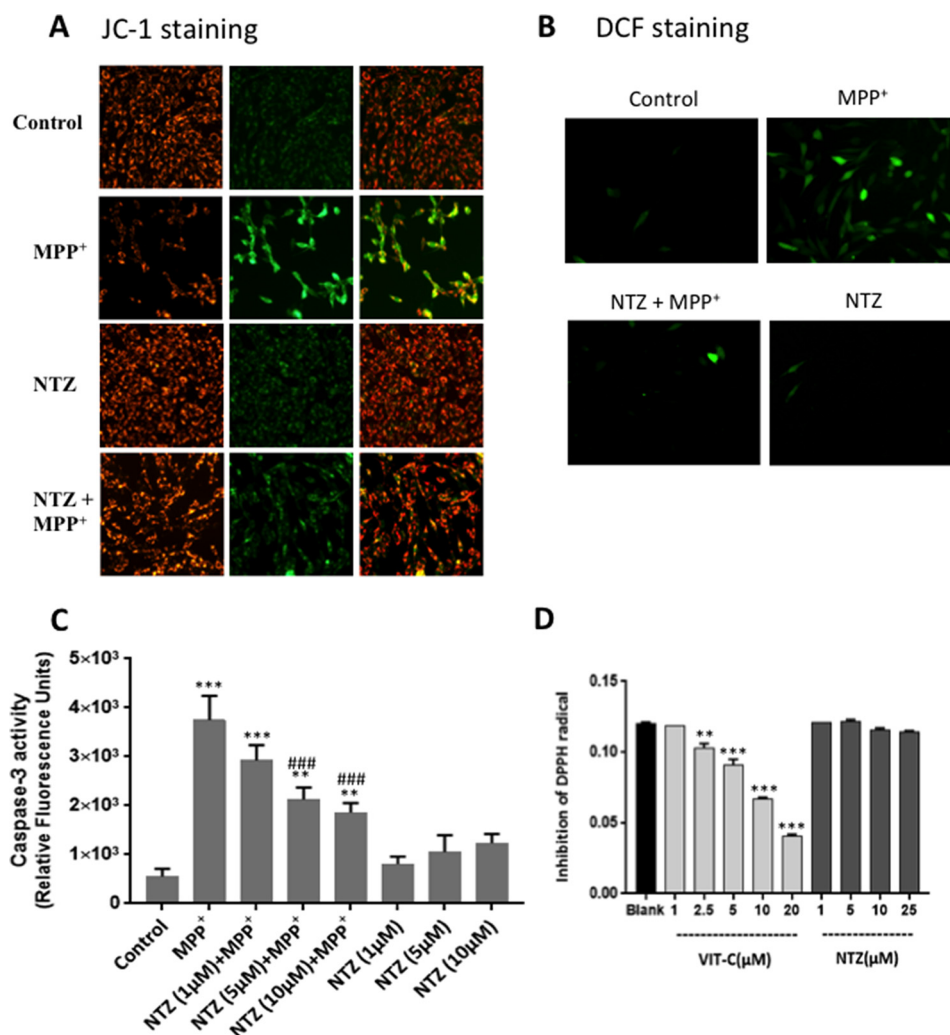 A JC-1 staining
Control
MPP⁺
NTZ
NTZ +
MPP⁺
B DCF staining
Control MPP⁺
NTZ + MPP⁺ NTZ
C
Caspase-3 activity
(Relative Fluorescence Units)
5×10³
4×10³
3×10³
2×10³
1×10³
0
***
***
###
**
###
**
Control
MPP×
NTZ (1μM)+MPP×
NTZ (5μM)+MPP×
NTZ (10μM)+MPP×
NTZ (1μM)
NTZ (5μM)
NTZ (10μM)
D
Inhibition of DPPH radical
0.15
0.10
0.05
0.00
**
***
***
***
Blank 1 2.5 5 10 20 1 5 10 25
VIT-C(μM) NTZ(μM)